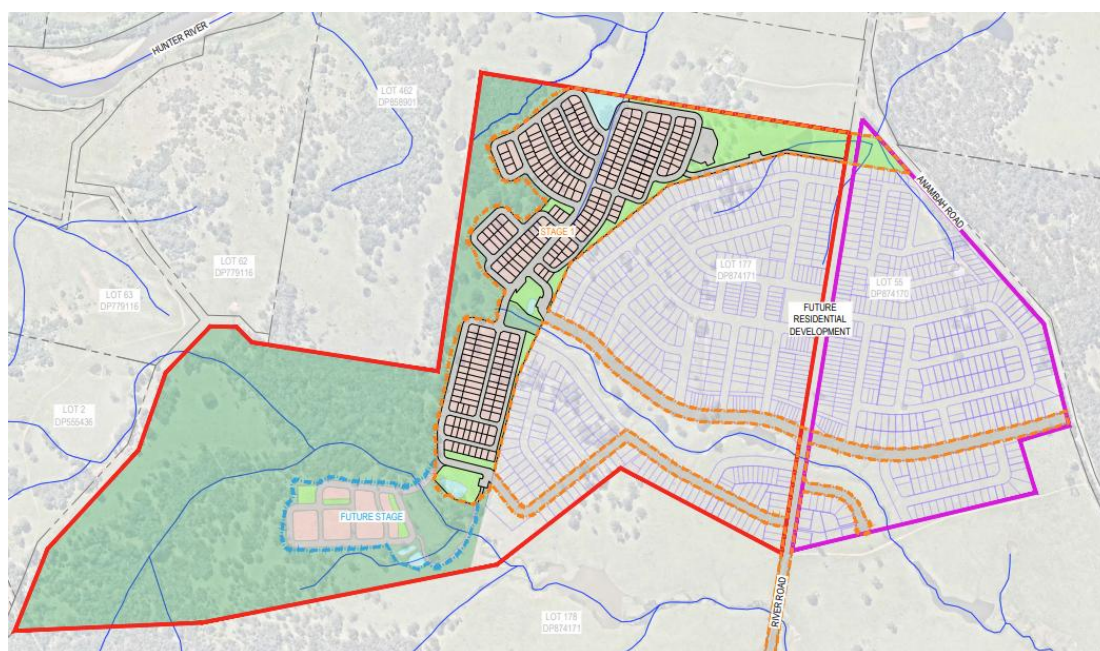 HUNTER RIVER
LOT 462
DP858901
LOT 62
DP779116
LOT 63
DP779116
LOT 2
DP555436
STAGE 1
LOT 177
DP874171
LOT 55
DP874170
ANAMBAH ROAD
FUTURE
RESIDENTIAL
DEVELOPMENT
FUTURE STAGE
LOT 178
DP874171
RIVER ROAD